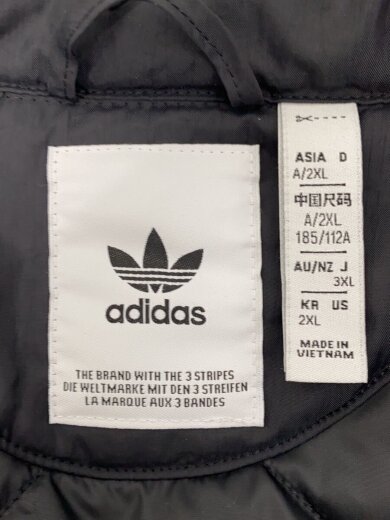 adidas
THE BRAND WITH THE 3 STRIPES
DIE WELTMARKE MIT DEN 3 STREIFEN
LA MARQUE AUX 3 BANDES
ASIA D
A/2XL
中国尺码
A/2XL
185/112A
AU/NZ J
3XL
KR US
2XL
MADE IN
VIETNAM